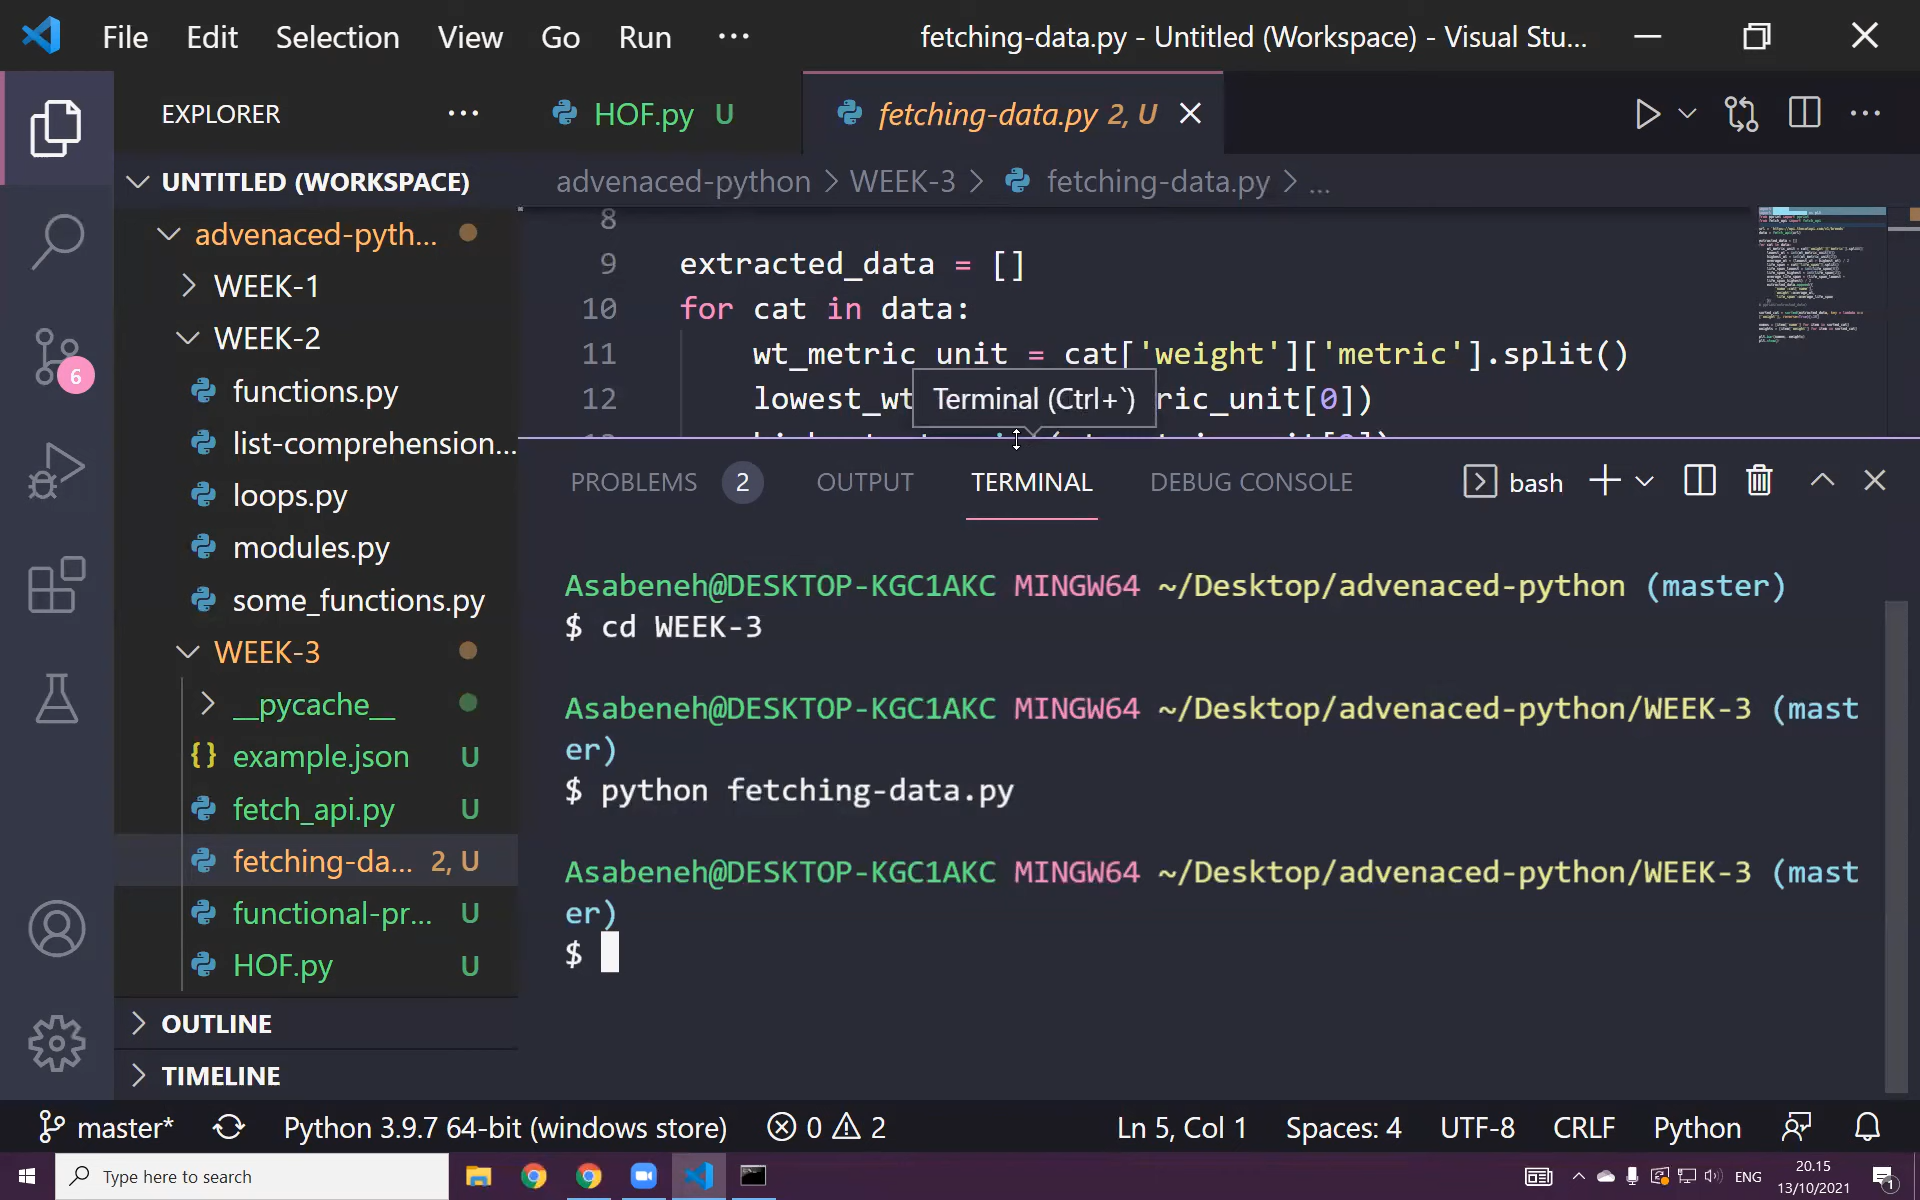 File Edit Selection View Go Run ··· fetching-data.py - Untitled (Workspace) - Visual Stu...
EXPLORER ···
HOF.py U
fetching-data.py 2, U
UNTITLED (WORKSPACE)
advenaced-python > WEEK-3 > fetching-data.py > ...
advenaced-pyth...
WEEK-1
WEEK-2
functions.py
list-comprehension...
loops.py
modules.py
some_functions.py
WEEK-3
__pycache__
example.json U
fetch_api.py U
fetching-da... 2, U
functional-pr... U
HOF.py U
OUTLINE
TIMELINE
6
8
9 extracted_data = []
10 for cat in data:
11 wt_metric_unit = cat['weight']['metric'].split()
12 lowest_wt ric_unit[0])
Terminal (Ctrl+`)
PROBLEMS 2 OUTPUT TERMINAL DEBUG CONSOLE bash
Asabeneh@DESKTOP-KGC1AKC MINGW64 ~/Desktop/advenaced-python (master)
$ cd WEEK-3
Asabeneh@DESKTOP-KGC1AKC MINGW64 ~/Desktop/advenaced-python/WEEK-3 (mast
er)
$ python fetching-data.py
Asabeneh@DESKTOP-KGC1AKC MINGW64 ~/Desktop/advenaced-python/WEEK-3 (mast
er)
$
master* Python 3.9.7 64-bit (windows store) 0 2 Ln 5, Col 1 Spaces: 4 UTF-8 CRLF Python
Type here to search
ENG
20.15
13/10/2021
1